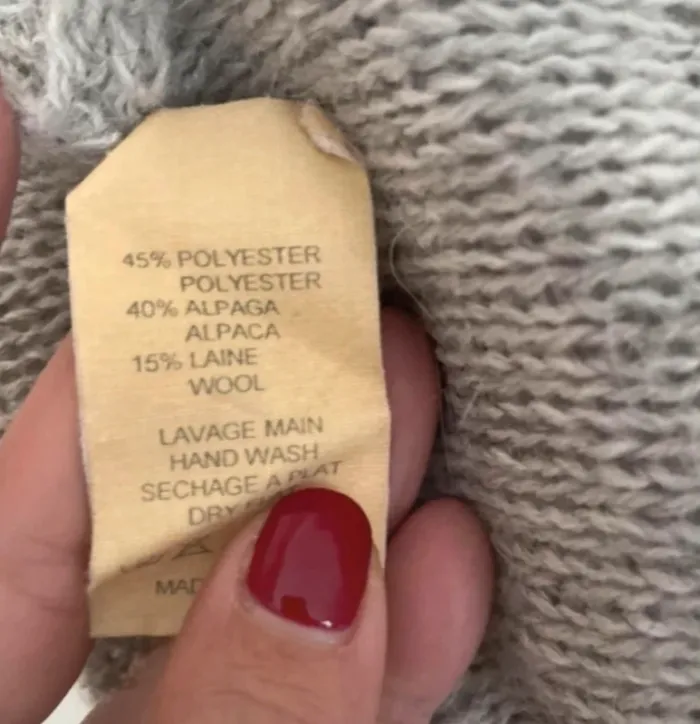 45% POLYESTER
POLYESTER
40% ALPAGA
ALPACA
15% LAINE
WOOL
LAVAGE MAIN
HAND WASH
SECHAGE A PLAT
DRY